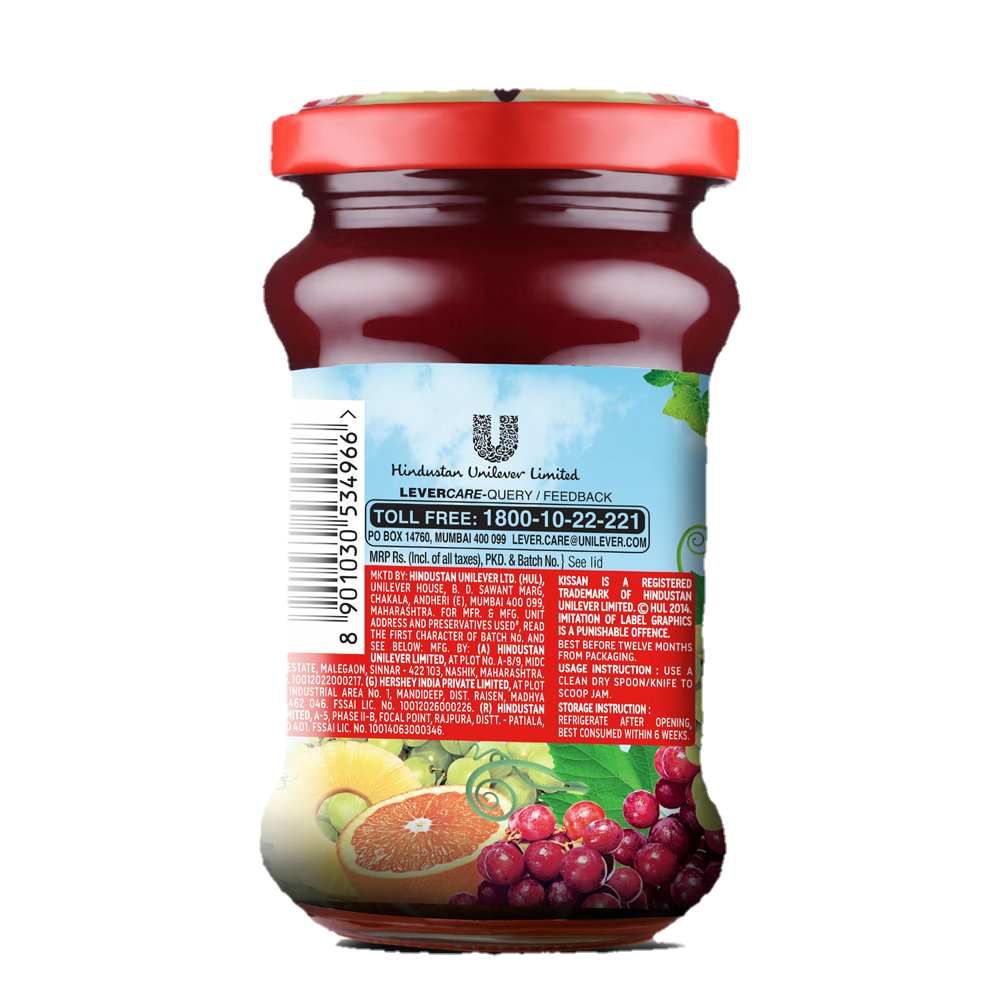 Hindustan Unilever Limited
LEVERCARE-QUERY / FEEDBACK
TOLL FREE: 1800-10-22-221
PO BOX 14760, MUMBAI 400 099 LEVER.CARE@UNILEVER.COM
MRP Rs. (Incl. of all taxes), PKD. & Batch No.} See lid
8 901030 534966 >
MKTD BY: HINDUSTAN UNILEVER LTD. (HUL),
UNILEVER HOUSE, B. D. SAWANT MARG,
CHAKALA, ANDHERI (E), MUMBAI 400 099,
MAHARASHTRA. FOR MFR. & MFG. UNIT
ADDRESS AND PRESERVATIVES USED#, READ
THE FIRST CHARACTER OF BATCH NO. AND
SEE BELOW: MFG. BY: (A) HINDUSTAN
UNILEVER LIMITED, AT PLOT No. A-8/9, MIDC
ESTATE, MALEGAON, SINNAR - 422 103, NASHIK, MAHARASHTRA.
10012022000217. (G) HERSHEY INDIA PRIVATE LIMITED, AT PLOT
INDUSTRIAL AREA No. 1, MANDIDEEP, DIST. RAISEN, MADHYA
462 046. FSSAI LIC. No. 10012026000226. (R) HINDUSTAN
MITED, A-5, PHASE II-B, FOCAL POINT, RAJPURA, DISTT. - PATIALA,
401. FSSAI LIC. No. 10014063000346.
KISSAN IS A REGISTERED
TRADEMARK OF HINDUSTAN
UNILEVER LIMITED. © HUL 2014.
IMITATION OF LABEL GRAPHICS
IS A PUNISHABLE OFFENCE.
BEST BEFORE TWELVE MONTHS
FROM PACKAGING.
USAGE INSTRUCTION : USE A
CLEAN DRY SPOON/KNIFE TO
SCOOP JAM.
STORAGE INSTRUCTION :
REFRIGERATE AFTER OPENING,
BEST CONSUMED WITHIN 6 WEEKS.